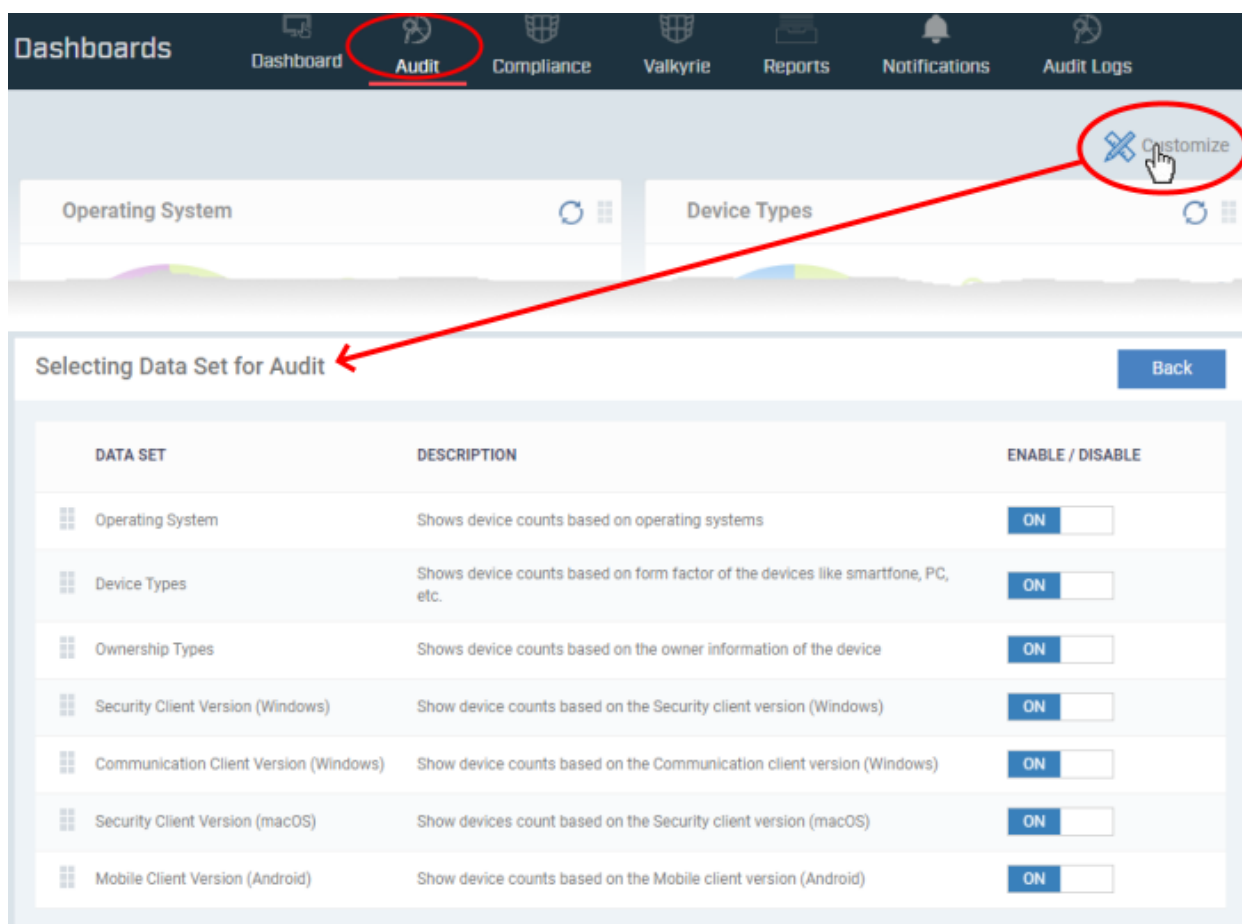 Dashboards
Dashboard
Audit
Compliance
Valkyrie
Reports
Notifications
Audit Logs
Customize
Operating System
Device Types
Selecting Data Set for Audit
Back
DATA SET DESCRIPTION ENABLE / DISABLE
Operating System Shows device counts based on operating systems ON
Device Types Shows device counts based on form factor of the devices like smartfone, PC,
etc. ON
Ownership Types Shows device counts based on the owner information of the device ON
Security Client Version (Windows) Show device counts based on the Security client version (Windows) ON
Communication Client Version (Windows) Show device counts based on the Communication client version (Windows) ON
Security Client Version (macOS) Show devices count based on the Security client version (macOS) ON
Mobile Client Version (Android) Show device counts based on the Mobile client version (Android) ON